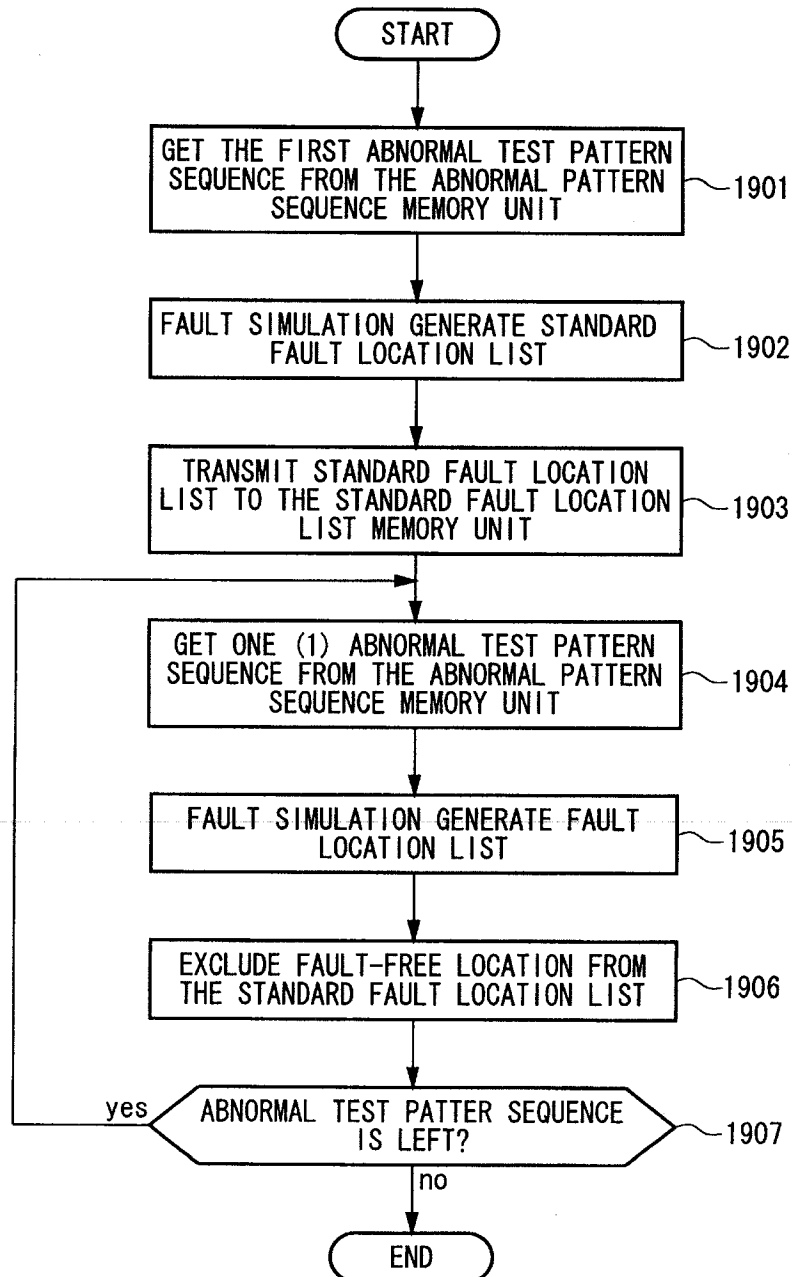 START
GET THE FIRST ABNORMAL TEST PATTERN
SEQUENCE FROM THE ABNORMAL PATTERN
SEQUENCE MEMORY UNIT
1901
FAULT SIMULATION GENERATE STANDARD
FAULT LOCATION LIST
1902
TRANSMIT STANDARD FAULT LOCATION
LIST TO THE STANDARD FAULT LOCATION
LIST MEMORY UNIT
1903
GET ONE (1) ABNORMAL TEST PATTERN
SEQUENCE FROM THE ABNORMAL PATTERN
SEQUENCE MEMORY UNIT
1904
FAULT SIMULATION GENERATE FAULT
LOCATION LIST
1905
EXCLUDE FAULT-FREE LOCATION FROM
THE STANDARD FAULT LOCATION LIST
1906
yes
ABNORMAL TEST PATTER SEQUENCE
IS LEFT?
1907
no
END